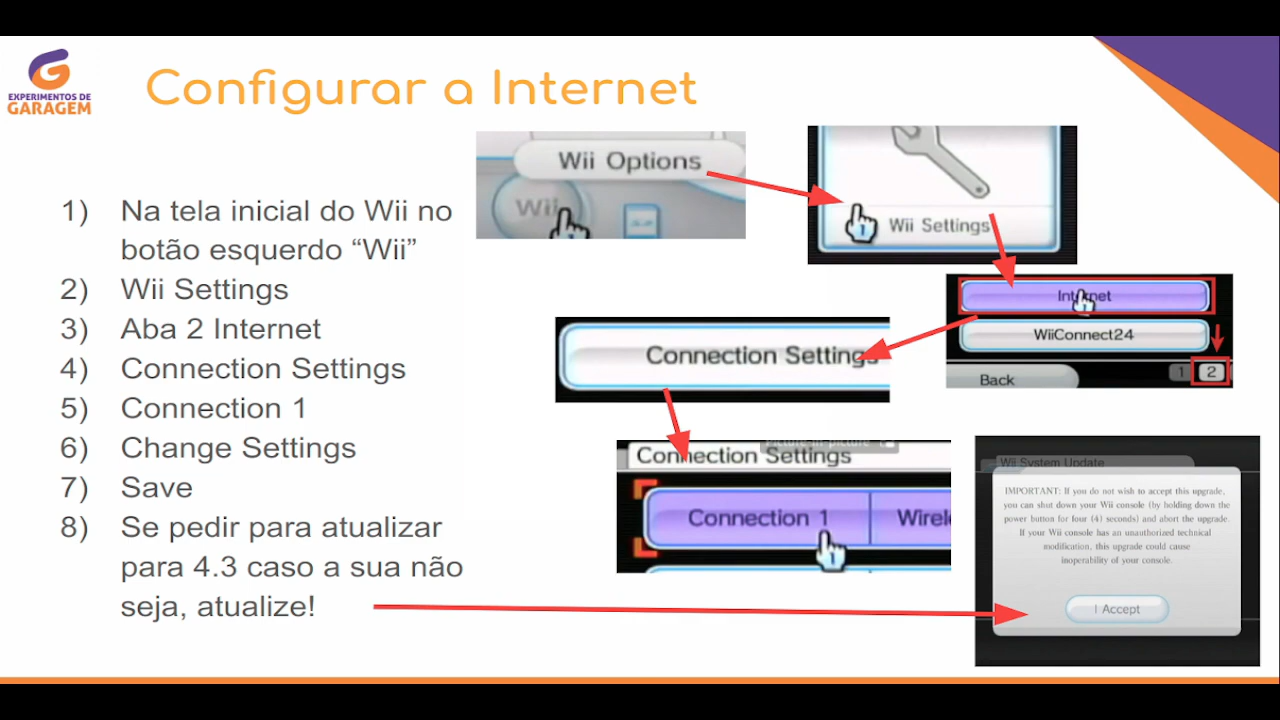 EXPERIMENTOS DE
GARAGEM
Configurar a Internet
1) Na tela inicial do Wii no
botão esquerdo “Wii”
2) Wii Settings
3) Aba 2 Internet
4) Connection Settings
5) Connection 1
6) Change Settings
7) Save
8) Se pedir para atualizar
para 4.3 caso a sua não
seja, atualize!
Wii Options
Wii
1
Wii Settings
1
Internet
WiiConnect24
Back
1 2
Connection Settings
Picture-in-picture
Connection Settings
Connection 1
1
Wii System Update
IMPORTANT: If you do not wish to accept this upgrade,
you can shut down your Wii console (by holding down the
power button for four (4) seconds) and abort the upgrade.
If your Wii console has an unauthorized technical
modification, this upgrade could cause
inoperability of your console.
I Accept